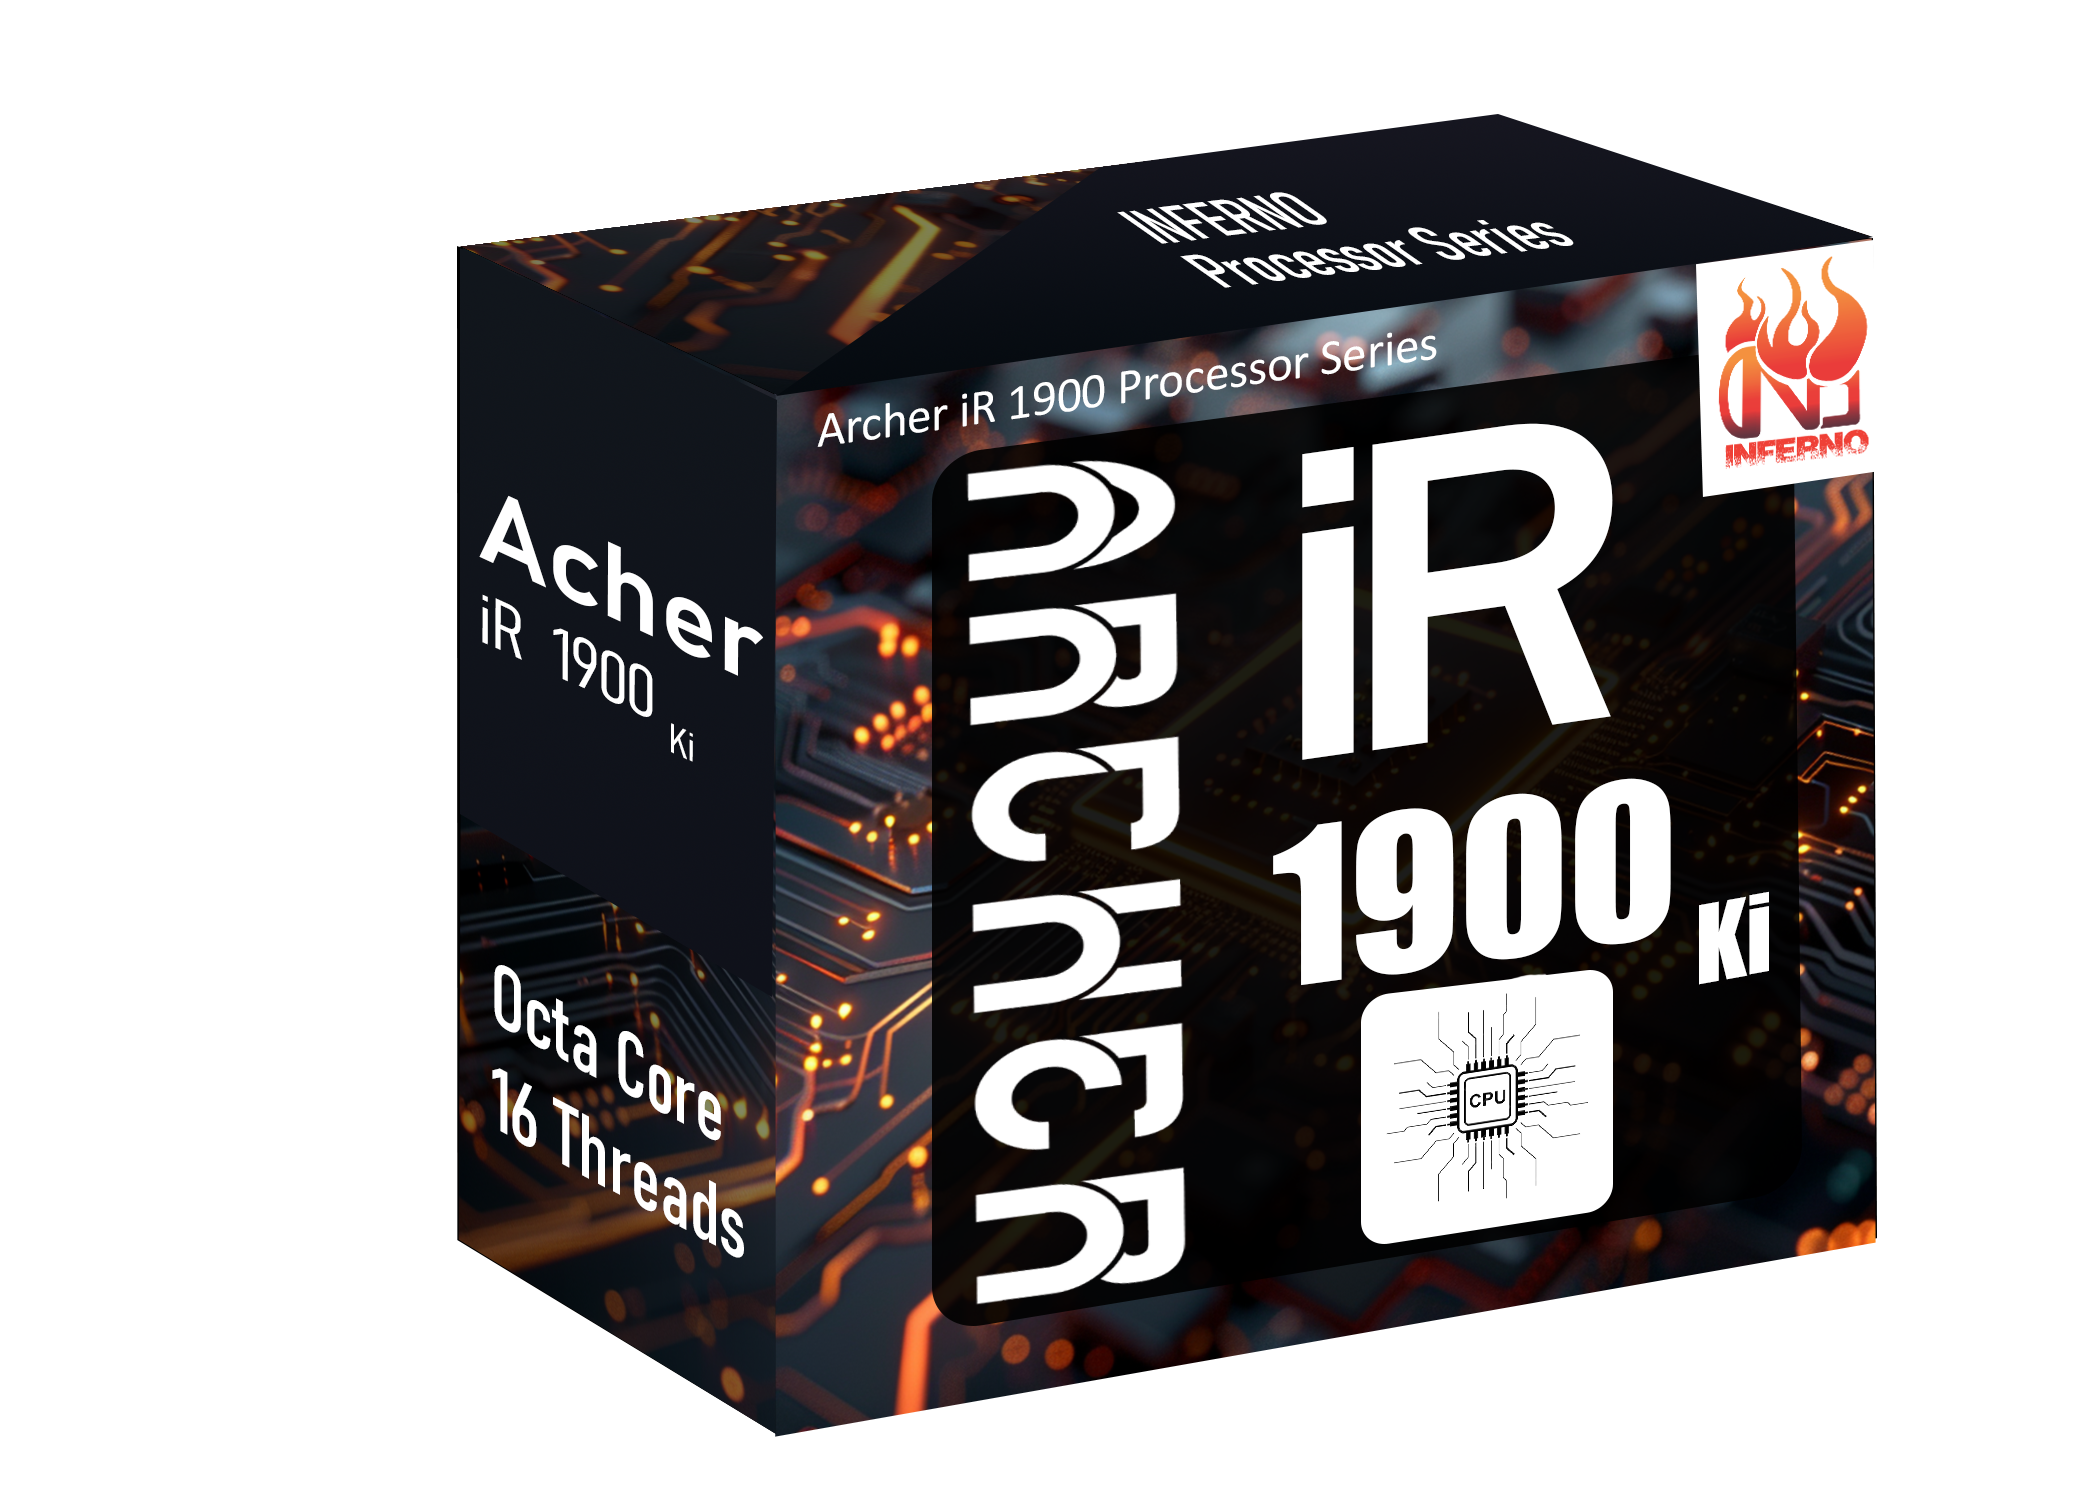 INFERNO
Processor Series
Archer iR 1900 Processor Series
INFERNO
ARCHER
iR
1900 Ki
CPU
Acher
iR 1900
Ki
Octa Core
16 Threads